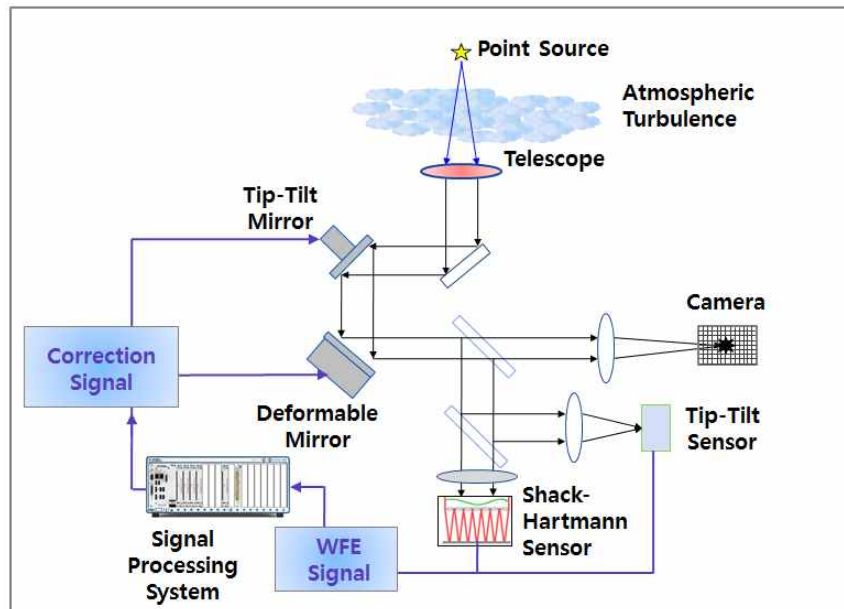 Point Source
Atmospheric
Turbulence
Telescope
Tip-Tilt
Mirror
Camera
Correction
Signal
Deformable
Mirror
Tip-Tilt
Sensor
Shack-
Hartmann
Sensor
Signal
Processing
System
WFE
Signal